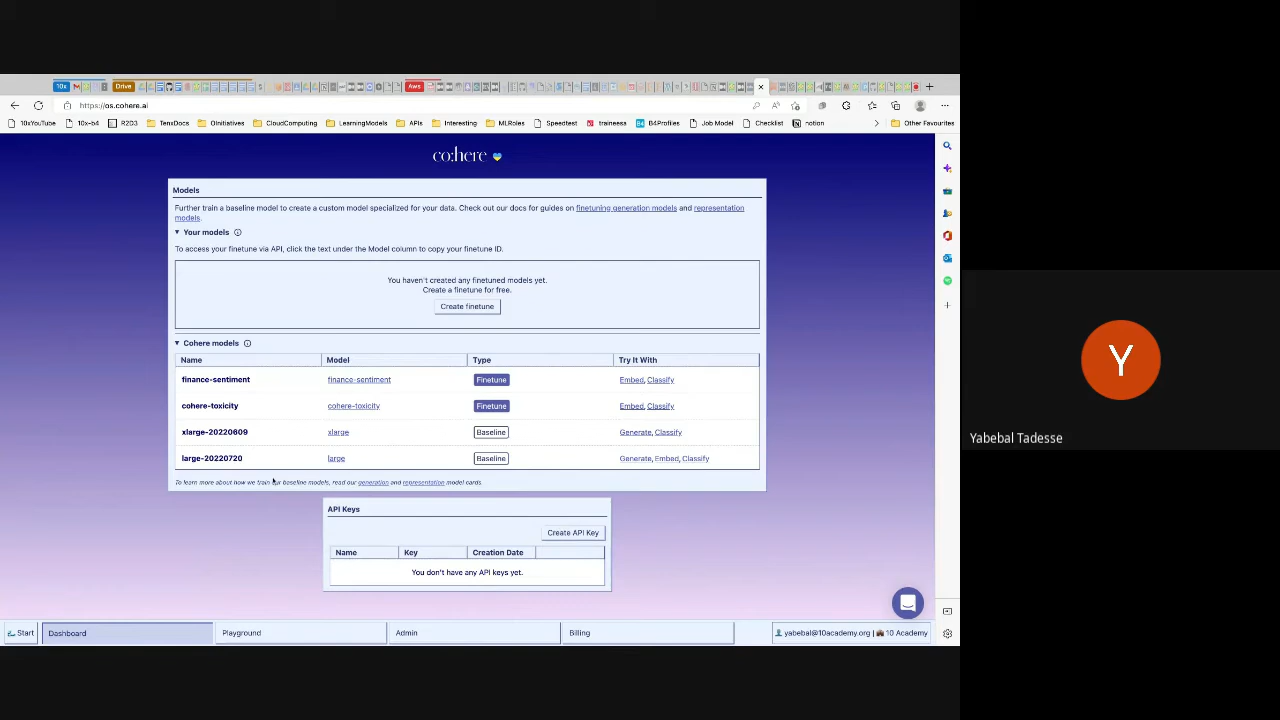 10x
Drive
Aws
https://os.cohere.ai
10xYouTube
10x-b4
R2D3
TenxDocs
OInitiatives
CloudComputing
LearningModels
APIs
Interesting
MLRoles
Speedtest
traineesa
B4Profiles
Job Model
Checklist
notion
Other Favourites
co:here
Models
Further train a baseline model to create a custom model specialized for your data. Check out our docs for guides on finetuning generation models and representation
models.
Your models
To access your finetune via API, click the text under the Model column to copy your finetune ID.
You haven't created any finetuned models yet.
Create a finetune for free.
Create finetune
Cohere models
Name Model Type Try It With
finance-sentiment finance-sentiment Finetune Embed, Classify
cohere-toxicity cohere-toxicity Finetune Embed, Classify
xlarge-20220609 xlarge Baseline Generate, Classify
large-20220720 large Baseline Generate, Embed, Classify
To learn more about how we train our baseline models, read our generation and representation model cards.
API Keys
Create API Key
Name Key Creation Date
You don't have any API keys yet.
Start
Dashboard
Playground
Admin
Billing
yabebal@10academy.org | 10 Academy
Y
Yabebal Tadesse